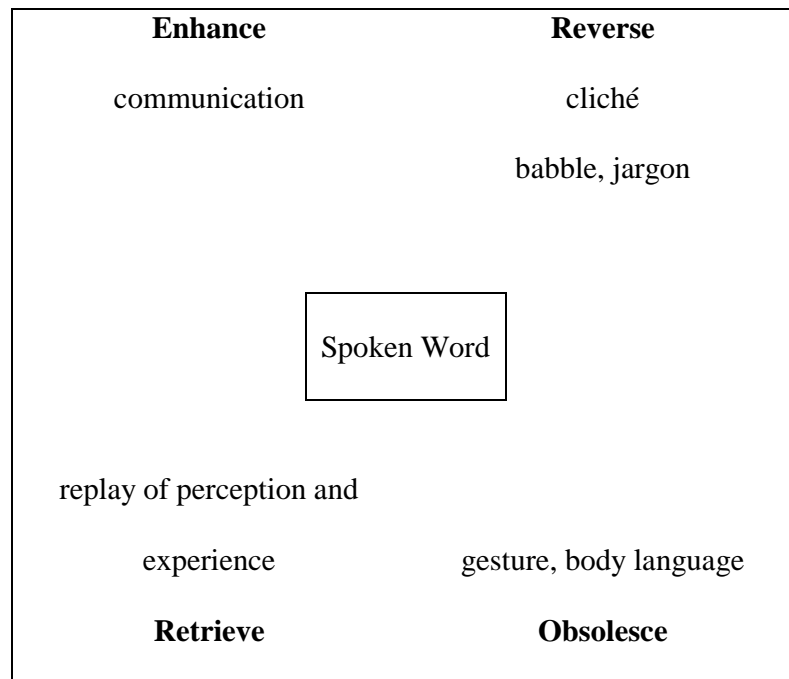 Enhance Reverse
communication cliché
babble, jargon
Spoken Word
replay of perception and
experience gesture, body language
Retrieve Obsolesce